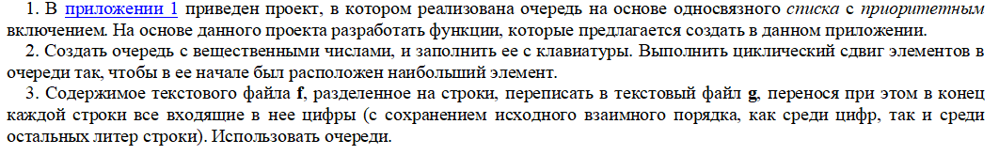 1. В приложении 1 приведен проект, в котором реализована очередь на основе односвязного списка с приоритетным
включением. На основе данного проекта разработать функции, которые предлагается создать в данном приложении.
2. Создать очередь с вещественными числами, и заполнить ее с клавиатуры. Выполнить циклический сдвиг элементов в
очереди так, чтобы в ее начале был расположен наибольший элемент.
3. Содержимое текстового файла f, разделенное на строки, переписать в текстовый файл g, перенося при этом в конец
каждой строки все входящие в нее цифры (с сохранением исходного взаимного порядка, как среди цифр, так и среди
остальных литер строки). Использовать очереди.